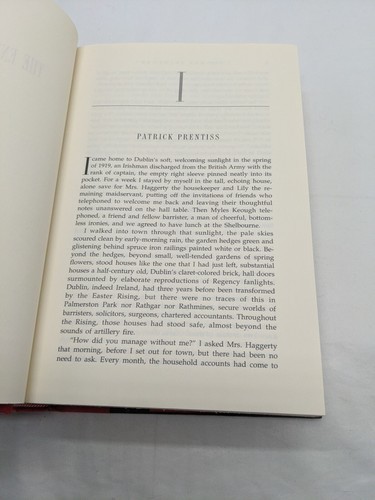 THE EN
I
PATRICK PRENTISS
I came home to Dublin's soft, welcoming sunlight in the spring
of 1919, an Irishman discharged from the British Army with the
rank of captain, the empty right sleeve pinned neatly into its
pocket. For a week I stayed by myself in the tall, echoing house,
alone save for Mrs. Haggerty the housekeeper and Lily the re-
maining maidservant, putting off the invitations of friends who
telephoned to welcome me back and leaving their thoughtful
notes unanswered on the hall table. Then Myles Keough tele-
phoned, a friend and fellow barrister, a man of cheerful, bottom-
less ironies, and we agreed to have lunch at the Shelbourne.
I walked into town through that sunlight, the pale skies
scoured clean by early-morning rain, the garden hedges green and
glistening behind spruce iron railings painted white or black. Be-
yond the hedges, beyond small, well-tended gardens of spring
flowers, stood houses like the one that I had just left, substantial
houses a half-century old, Dublin's claret-colored brick, hall doors
surmounted by elaborate reproductions of Regency fanlights.
Dublin, indeed Ireland, had three years before been transformed
by the Easter Rising, but there were no traces of this in
Palmerston Park nor Rathgar nor Rathmines, secure worlds of
barristers, solicitors, surgeons, chartered accountants. Throughout
the Rising, those houses had stood safe, almost beyond the
sounds of artillery fire.
"How did you manage without me?" I asked Mrs. Haggerty
that morning, before I set out for town, but there had been no
need to ask. Every month, the household accounts had come to